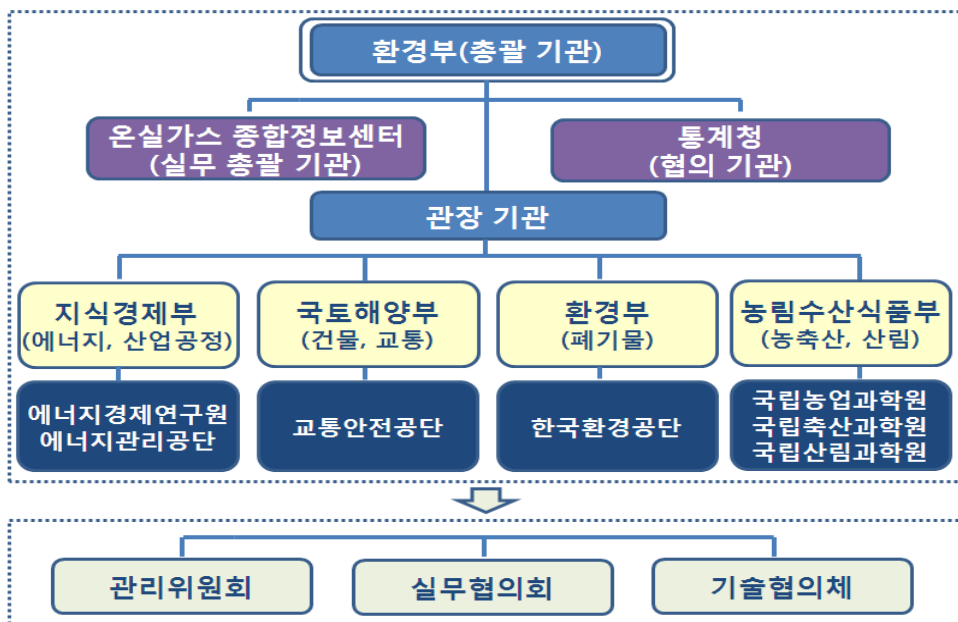 환경부(총괄 기관)
온실가스 종합정보센터
(실무 총괄 기관)
통계청
(협의 기관)
관장 기관
지식경제부
(에너지, 산업공정)
국토해양부
(건물, 교통)
환경부
(폐기물)
농림수산식품부
(농축산, 산림)
에너지경제연구원
에너지관리공단
교통안전공단
한국환경공단
국립농업과학원
국립축산과학원
국립산림과학원
관리위원회
실무협의회
기술협의체